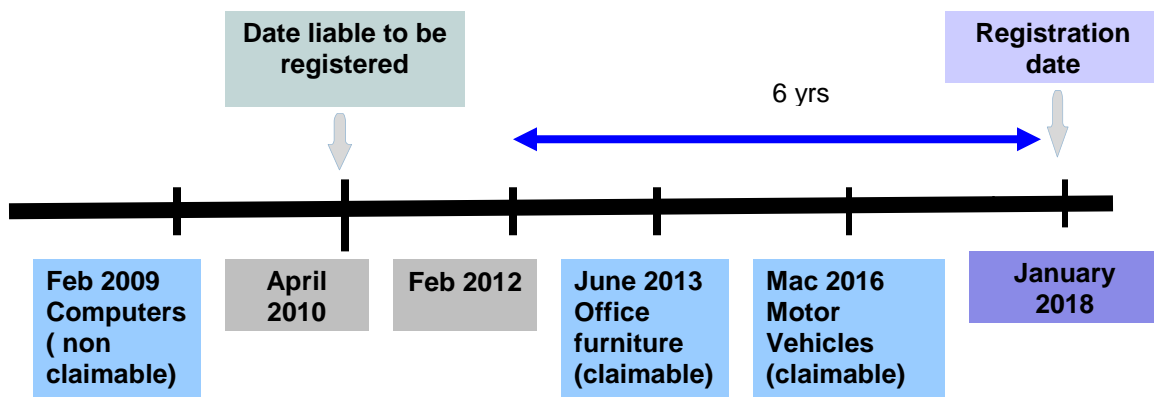 Date liable to be
registered
Registration
date
6 yrs
Feb 2009
Computers
( non
claimable)
April
2010
Feb 2012
June 2013
Office
furniture
(claimable)
Mac 2016
Motor
Vehicles
(claimable)
January
2018